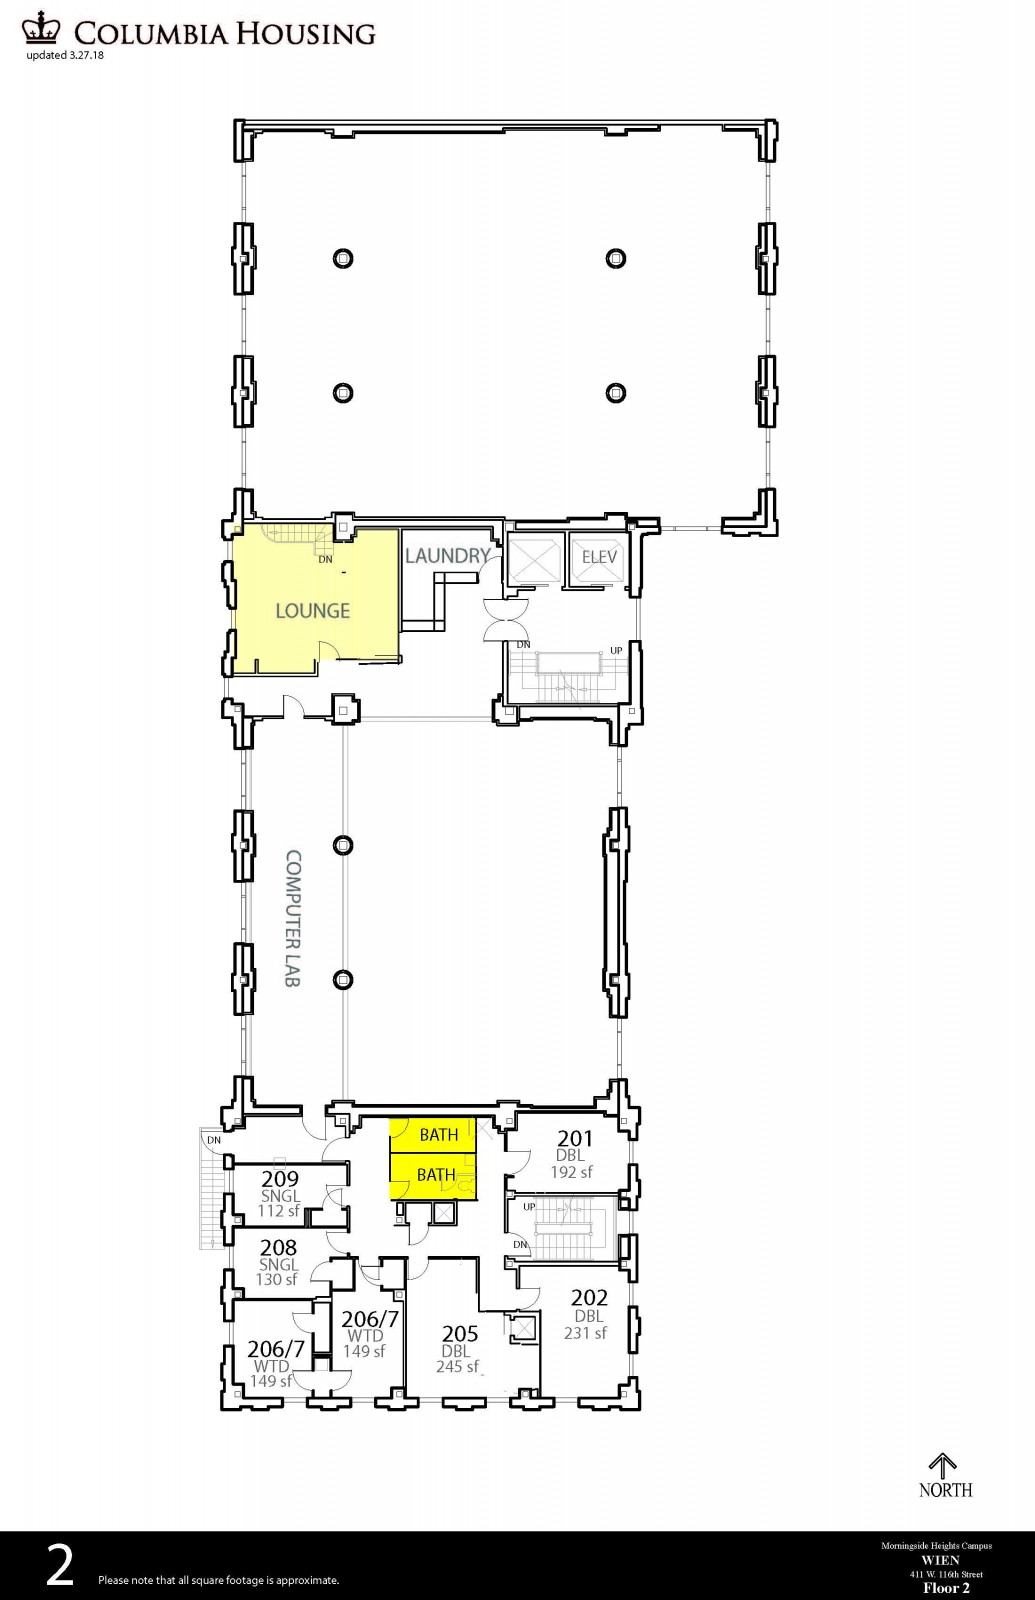 COLUMBIA HOUSING
updated 3.27.18
DN
LAUNDRY
ELEV
LOUNGE
DN
UP
COMPUTER LAB
DN
BATH
BATH
201
DBL
192 sf
209
SNGL
112 sf
UP
DN
208
SNGL
130 sf
202
DBL
231 sf
206/7
WTD
149 sf
206/7
WTD
149 sf
205
DBL
245 sf
NORTH
2
Please note that all square footage is approximate.
Morningside Heights Campus
WIEN
411 W. 116th Street
Floor 2